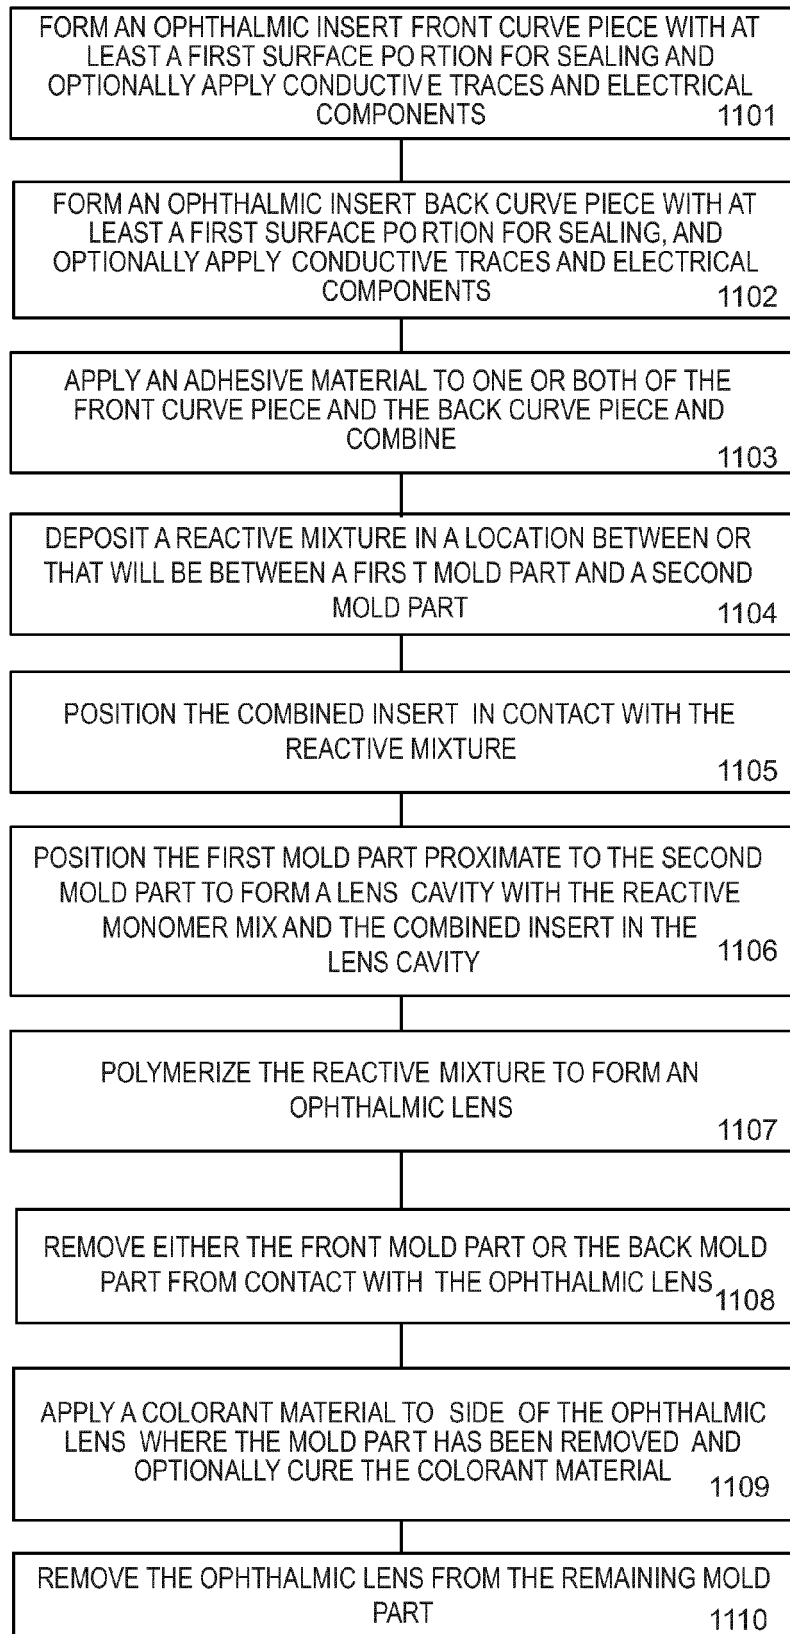 FORM AN OPHTHALMIC INSERT FRONT CURVE PIECE WITH AT
LEAST A FIRST SURFACE PO RTION FOR SEALING AND
OPTIONALLY APPLY CONDUCTIVE TRACES AND ELECTRICAL
COMPONENTS
1101
FORM AN OPHTHALMIC INSERT BACK CURVE PIECE WITH AT
LEAST A FIRST SURFACE PO RTION FOR SEALING, AND
OPTIONALLY APPLY CONDUCTIVE TRACES AND ELECTRICAL
COMPONENTS
1102
APPLY AN ADHESIVE MATERIAL TO ONE OR BOTH OF THE
FRONT CURVE PIECE AND THE BACK CURVE PIECE AND
COMBINE
1103
DEPOSIT A REACTIVE MIXTURE IN A LOCATION BETWEEN OR
THAT WILL BE BETWEEN A FIRS T MOLD PART AND A SECOND
MOLD PART
1104
POSITION THE COMBINED INSERT IN CONTACT WITH THE
REACTIVE MIXTURE
1105
POSITION THE FIRST MOLD PART PROXIMATE TO THE SECOND
MOLD PART TO FORM A LENS CAVITY WITH THE REACTIVE
MONOMER MIX AND THE COMBINED INSERT IN THE
LENS CAVITY
1106
POLYMERIZE THE REACTIVE MIXTURE TO FORM AN
OPHTHALMIC LENS
1107
REMOVE EITHER THE FRONT MOLD PART OR THE BACK MOLD
PART FROM CONTACT WITH THE OPHTHALMIC LENS
1108
APPLY A COLORANT MATERIAL TO SIDE OF THE OPHTHALMIC
LENS WHERE THE MOLD PART HAS BEEN REMOVED AND
OPTIONALLY CURE THE COLORANT MATERIAL
1109
REMOVE THE OPHTHALMIC LENS FROM THE REMAINING MOLD
PART
1110